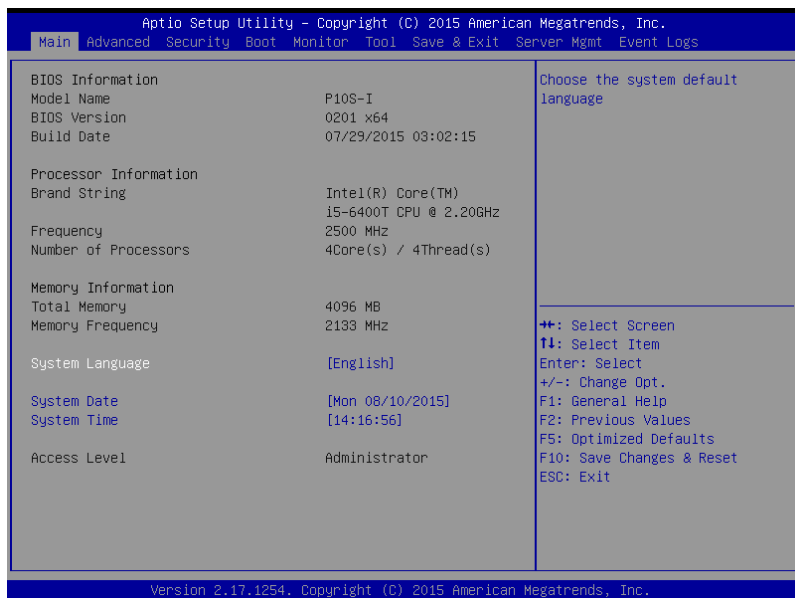 Aptio Setup Utility – Copyright (C) 2015 American Megatrends, Inc.
Main Advanced Security Boot Monitor Tool Save & Exit Server Mgmt Event Logs
BIOS Information
Model Name P10S-I
BIOS Version 0201 x64
Build Date 07/29/2015 03:02:15
Processor Information
Brand String Intel(R) Core(TM)
i5-6400T CPU @ 2.20GHz
Frequency 2500 MHz
Number of Processors 4Core(s) / 4Thread(s)
Memory Information
Total Memory 4096 MB
Memory Frequency 2133 MHz
System Language [English]
System Date [Mon 08/10/2015]
System Time [14:16:56]
Access Level Administrator
Choose the system default
language
→←: Select Screen
↑↓: Select Item
Enter: Select
+/-: Change Opt.
F1: General Help
F2: Previous Values
F5: Optimized Defaults
F10: Save Changes & Reset
ESC: Exit
Version 2.17.1254. Copyright (C) 2015 American Megatrends, Inc.